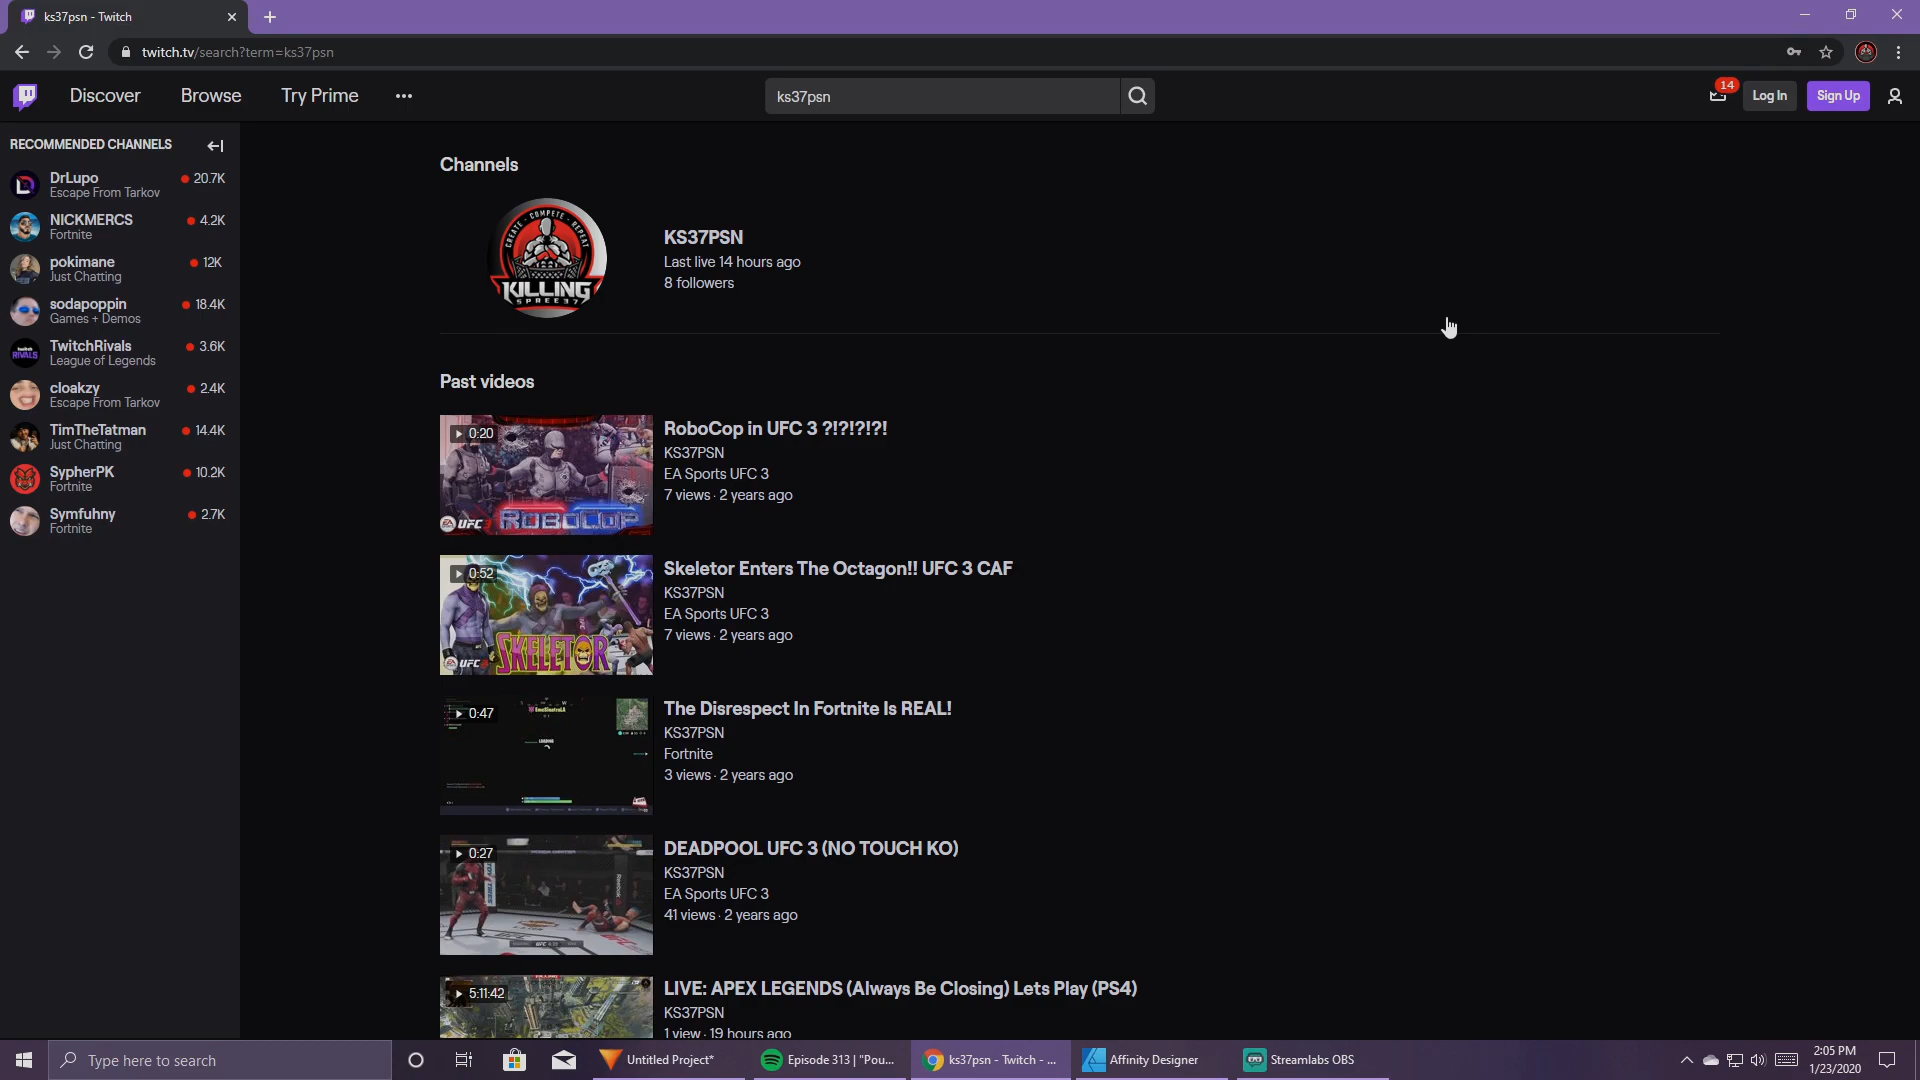 ks37psn - Twitch
twitch.tv/search?term=ks37psn
Discover
Browse
Try Prime
ks37psn
14
Log In
Sign Up
RECOMMENDED CHANNELS
DrLupo
20.7K
Escape From Tarkov
NICKMERCS
4.2K
Fortnite
pokimane
12K
Just Chatting
sodapoppin
18.4K
Games + Demos
TwitchRivals
3.6K
League of Legends
cloakzy
2.4K
Escape From Tarkov
TimTheTatman
14.4K
Just Chatting
SypherPK
10.2K
Fortnite
Symfuhny
2.7K
Fortnite
Channels
CREATE - COMPETE - REPEAT
KILLING
SPREE37
KS37PSN
Last live 14 hours ago
8 followers
Past videos
0:20
UFC 3
ROBOCOP
RoboCop in UFC 3 ?!?!?!?!
KS37PSN
EA Sports UFC 3
7 views · 2 years ago
0:52
UFC
SKELETOR
Skeletor Enters The Octagon!! UFC 3 CAF
KS37PSN
EA Sports UFC 3
7 views · 2 years ago
0:47
The Disrespect In Fortnite Is REAL!
KS37PSN
Fortnite
3 views · 2 years ago
0:27
DEADPOOL UFC 3 (NO TOUCH KO)
KS37PSN
EA Sports UFC 3
41 views · 2 years ago
5:11:42
LIVE: APEX LEGENDS (Always Be Closing) Lets Play (PS4)
KS37PSN
1 view · 19 hours ago
Type here to search
Untitled Project*
Episode 313 | "Pou...
ks37psn - Twitch - ...
Affinity Designer
Streamlabs OBS
2:05 PM
1/23/2020